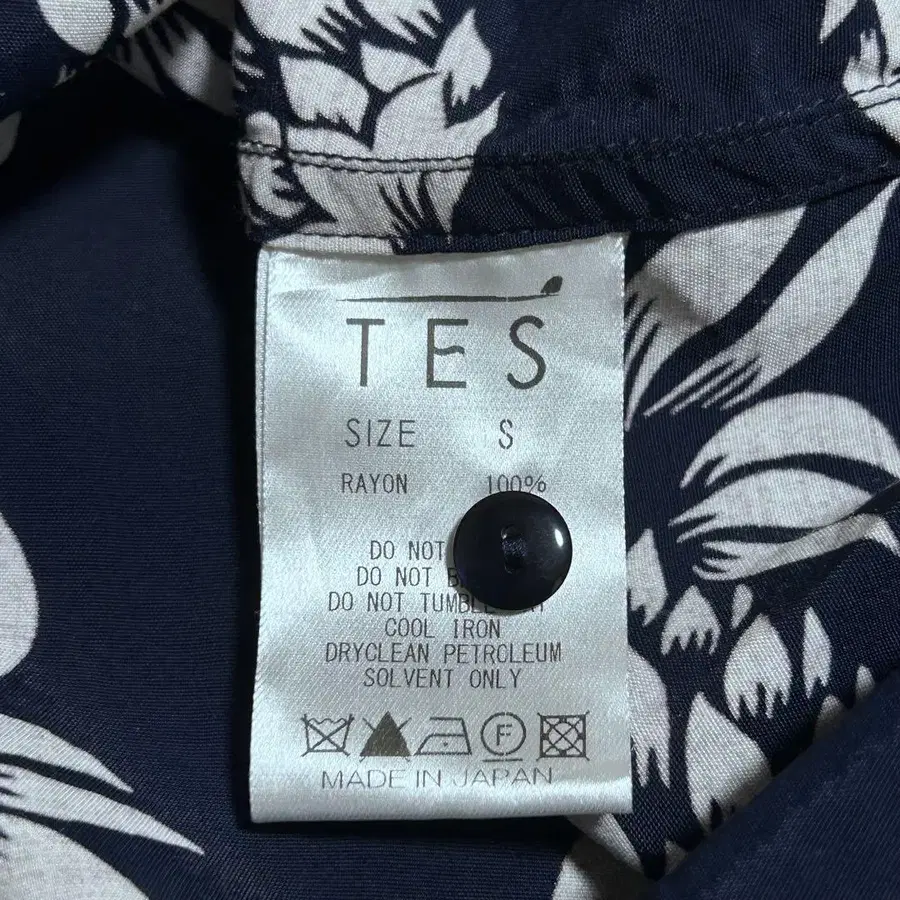 TES
SIZE S
RAYON 100%
DO NOT
DO NOT
DO NOT TUMBLE
COOL IRON
DRYCLEAN PETROLEUM
SOLVENT ONLY
F
MADE IN JAPAN